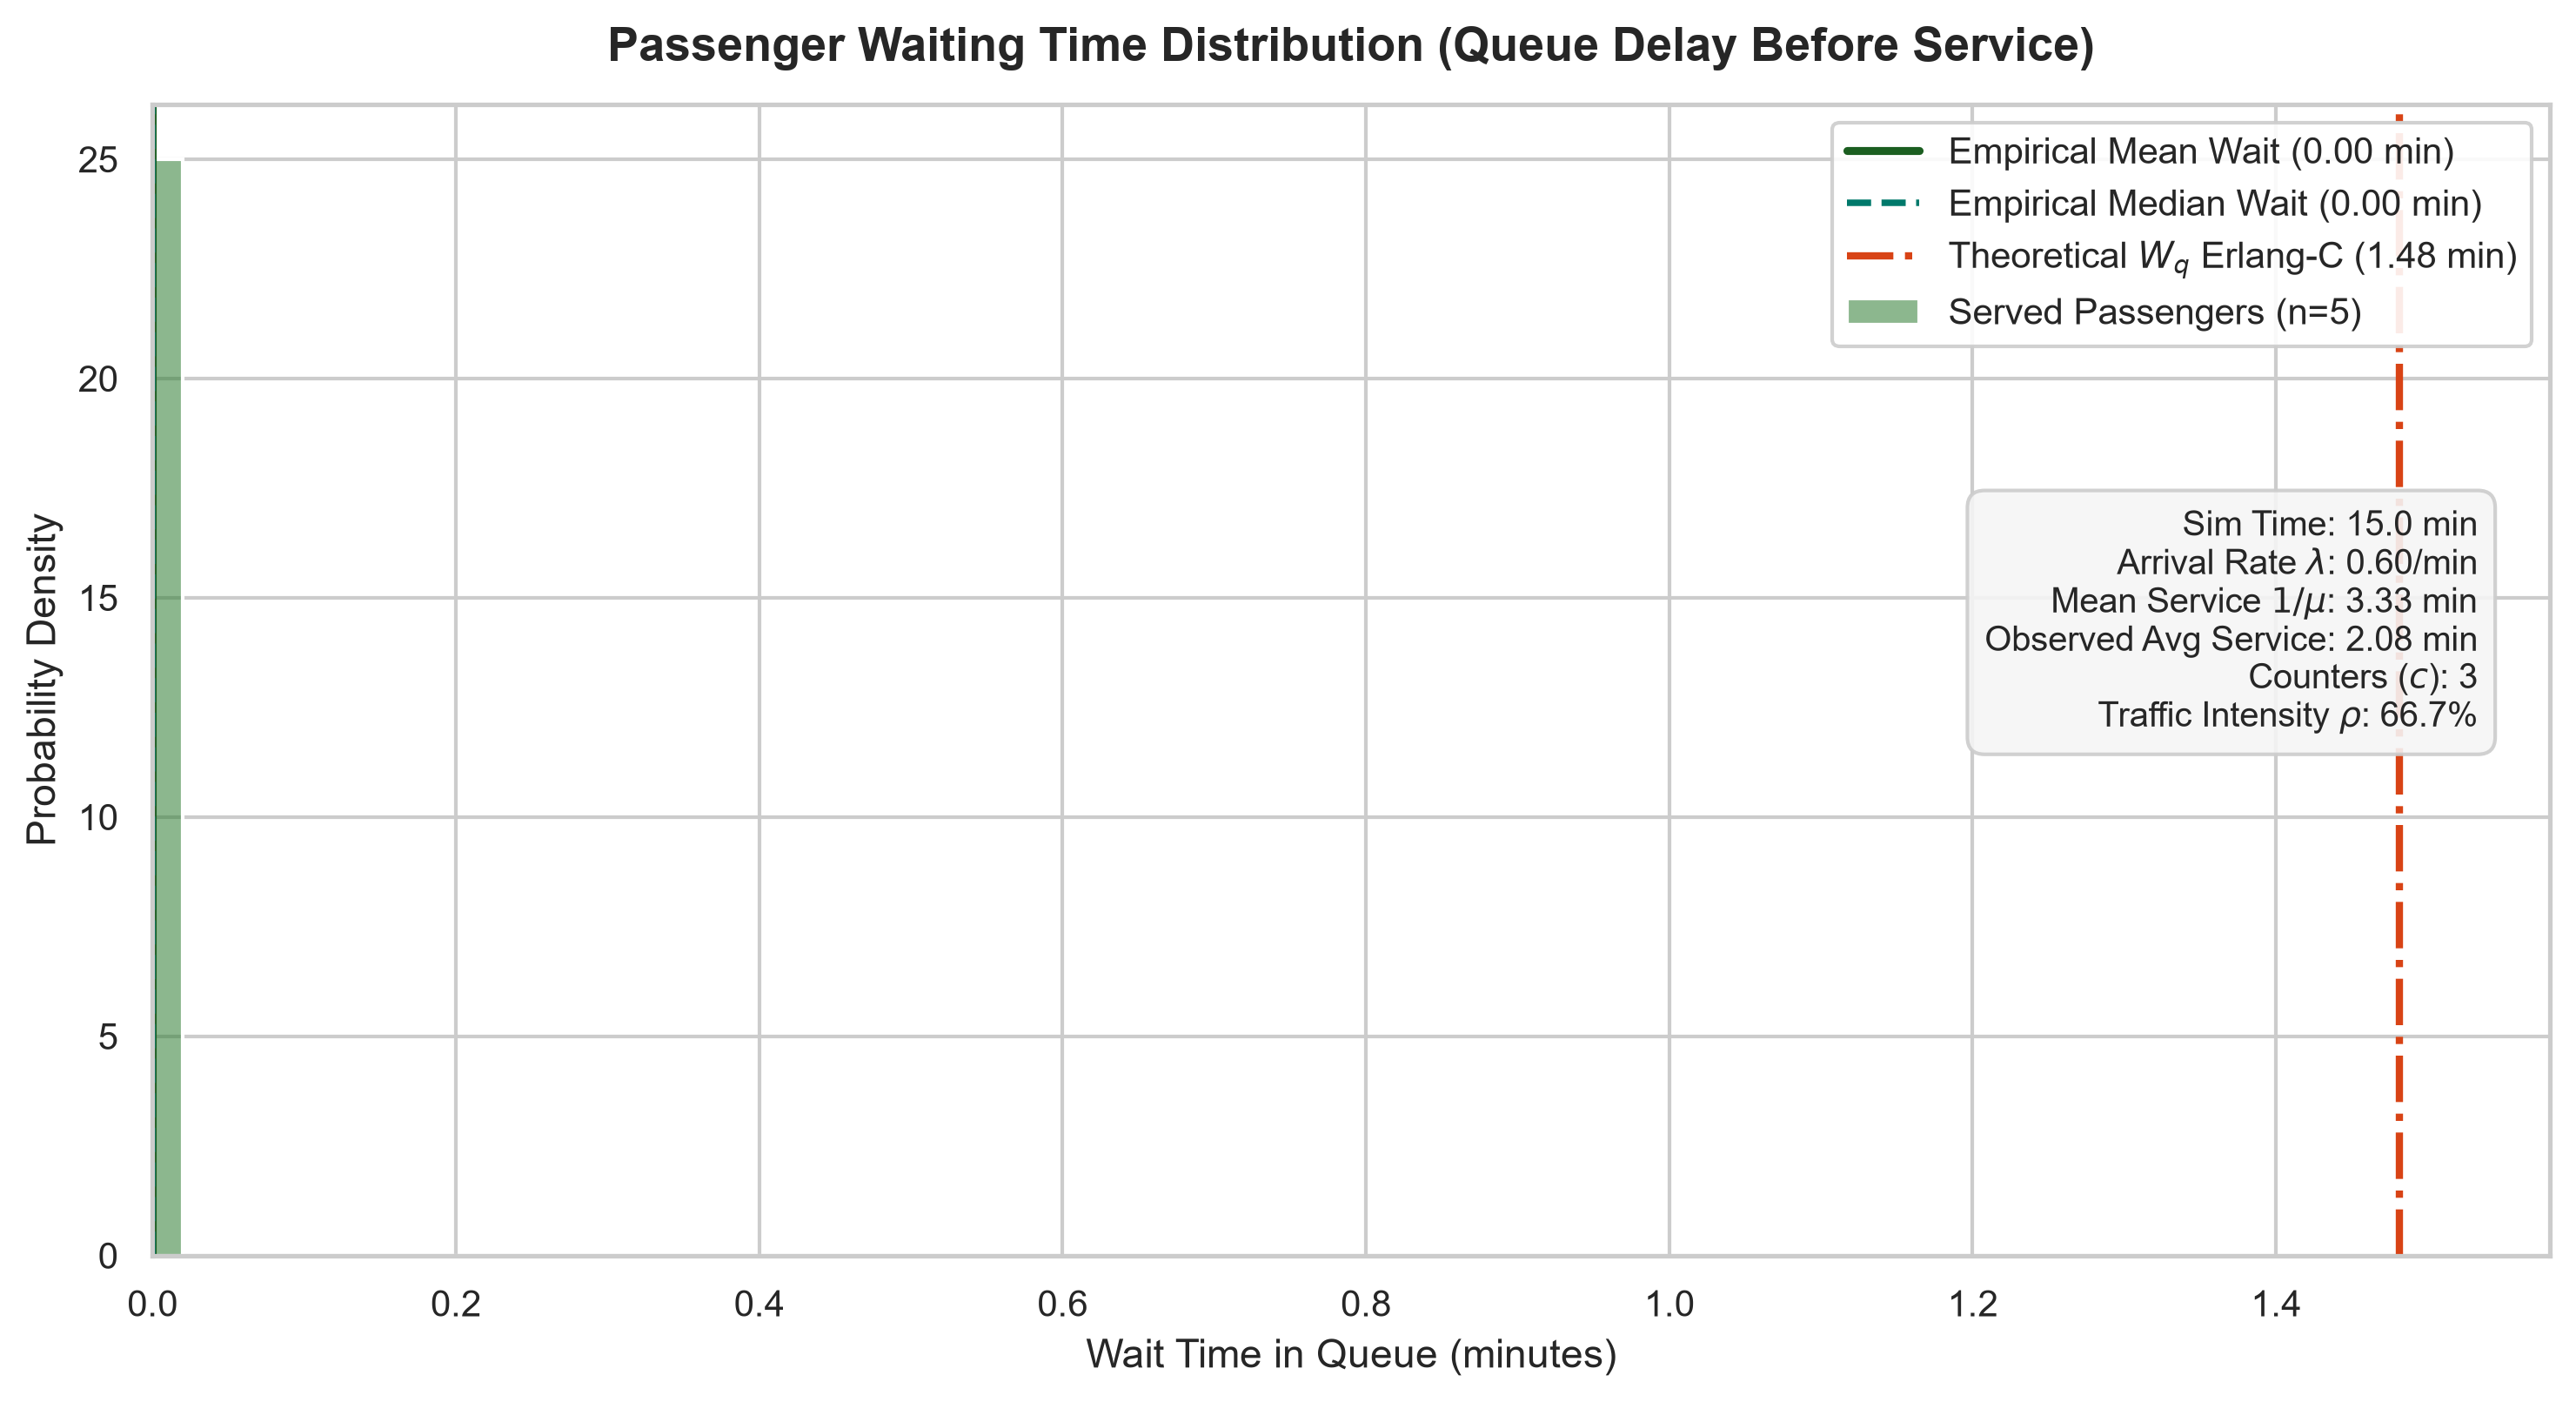 Passenger Waiting Time Distribution (Queue Delay Before Service)
Probability Density
25
20
15
10
5
0
Empirical Mean Wait (0.00 min)
Empirical Median Wait (0.00 min)
Theoretical Wq Erlang-C (1.48 min)
Served Passengers (n=5)
Sim Time: 15.0 min
Arrival Rate λ: 0.60/min
Mean Service 1/μ: 3.33 min
Observed Avg Service: 2.08 min
Counters (c): 3
Traffic Intensity ρ: 66.7%
0.0 0.2 0.4 0.6 0.8 1.0 1.2 1.4
Wait Time in Queue (minutes)